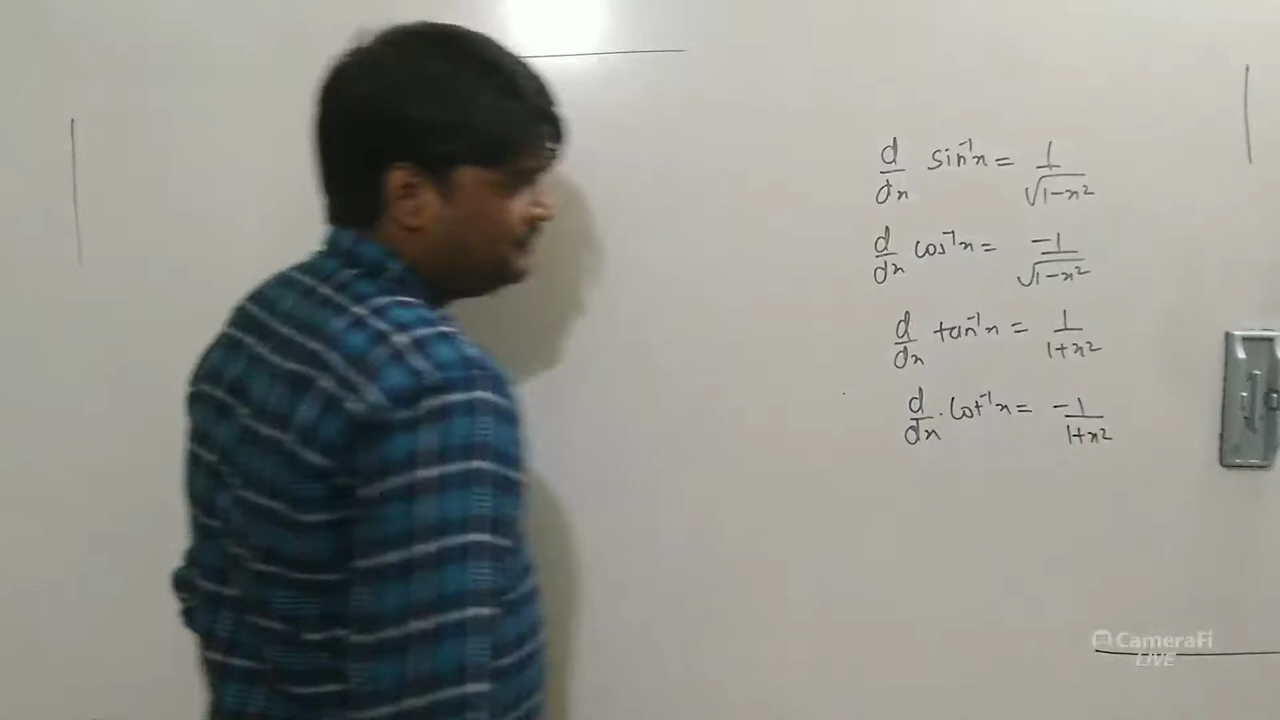 d/dx sin⁻¹x = 1/√1-x²
d/dx cos⁻¹x = -1/√1-x²
d/dx tan⁻¹x = 1/1+x²
d/dx . cot⁻¹x = -1/1+x²
CameraFi
LIVE